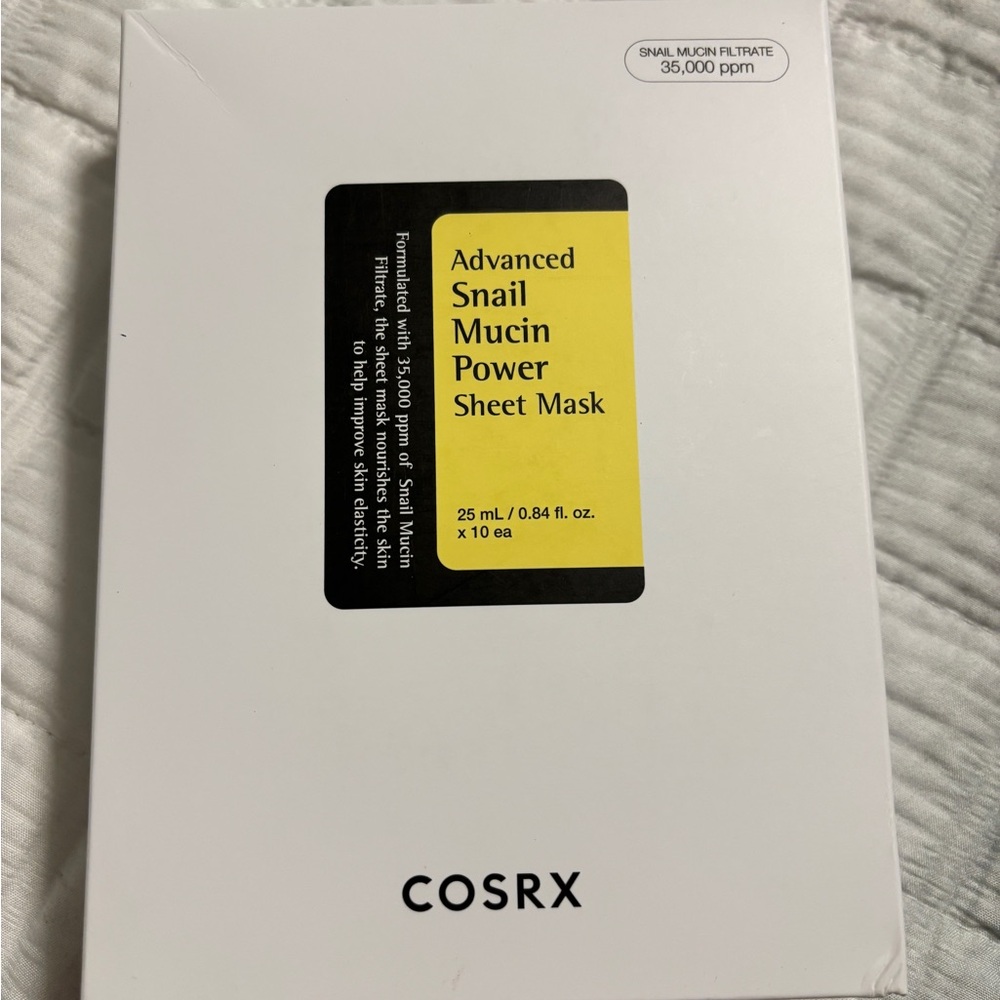 SNAIL MUCIN FILTRATE
35,000 ppm
Advanced
Snail
Mucin
Power
Sheet Mask
25 mL / 0.84 fl. oz.
x 10 ea
Formulated with 35,000 ppm of Snail Mucin
Filtrate, the sheet mask nourishes the skin
to help improve skin elasticity.
COSRX